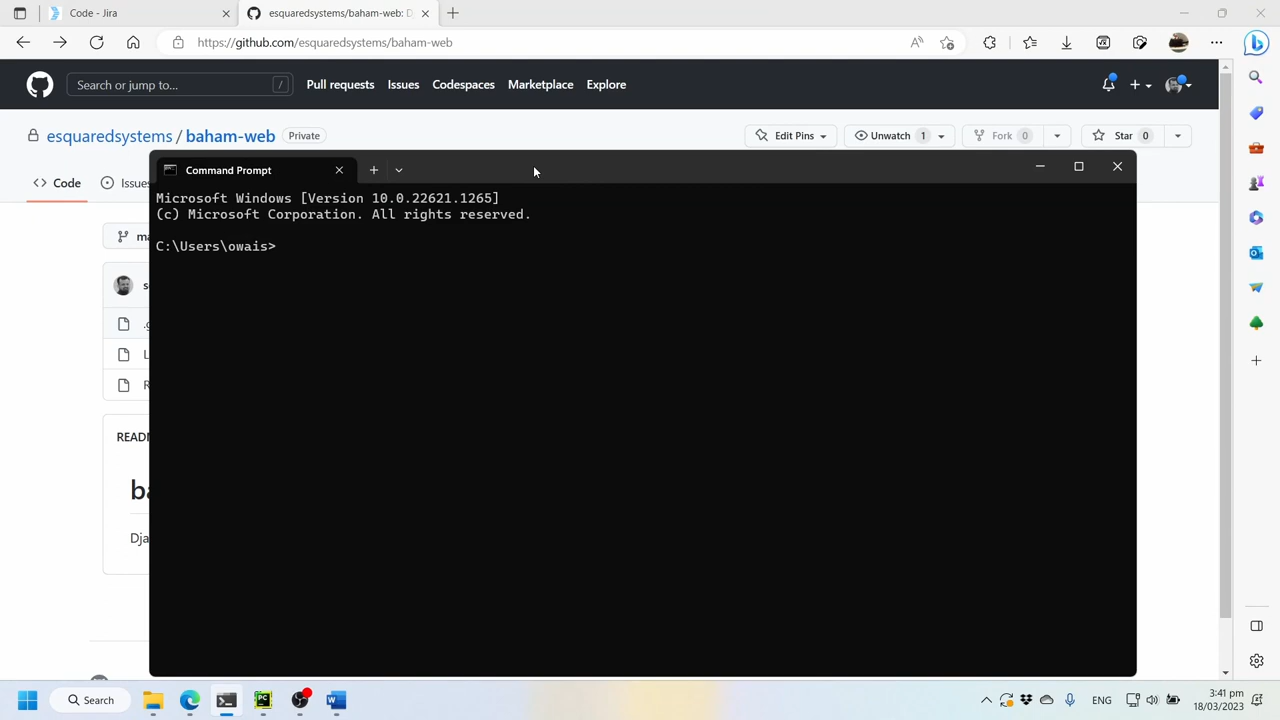 Code - Jira
esquaredsystems/baham-web: D
https://github.com/esquaredsystems/baham-web
Search or jump to...
/
Pull requests
Issues
Codespaces
Marketplace
Explore
esquaredsystems / baham-web
Private
Edit Pins
Unwatch 1
Fork 0
Star 0
Code
Issues
Command Prompt
Microsoft Windows [Version 10.0.22621.1265]
(c) Microsoft Corporation. All rights reserved.
C:\Users\owais>
ma
s
.g
L
R
READ
ba
Dja
Search
ENG
3:41 pm
18/03/2023